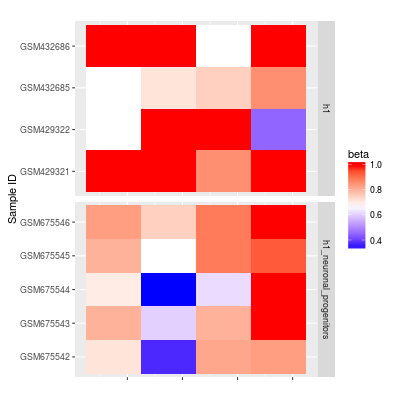 Sample ID
GSM432686
GSM432685
GSM429322
GSM429321
h1
GSM675546
GSM675545
GSM675544
GSM675543
GSM675542
h1_neuronal_progenitors
beta
1.0
0.8
0.6
0.4